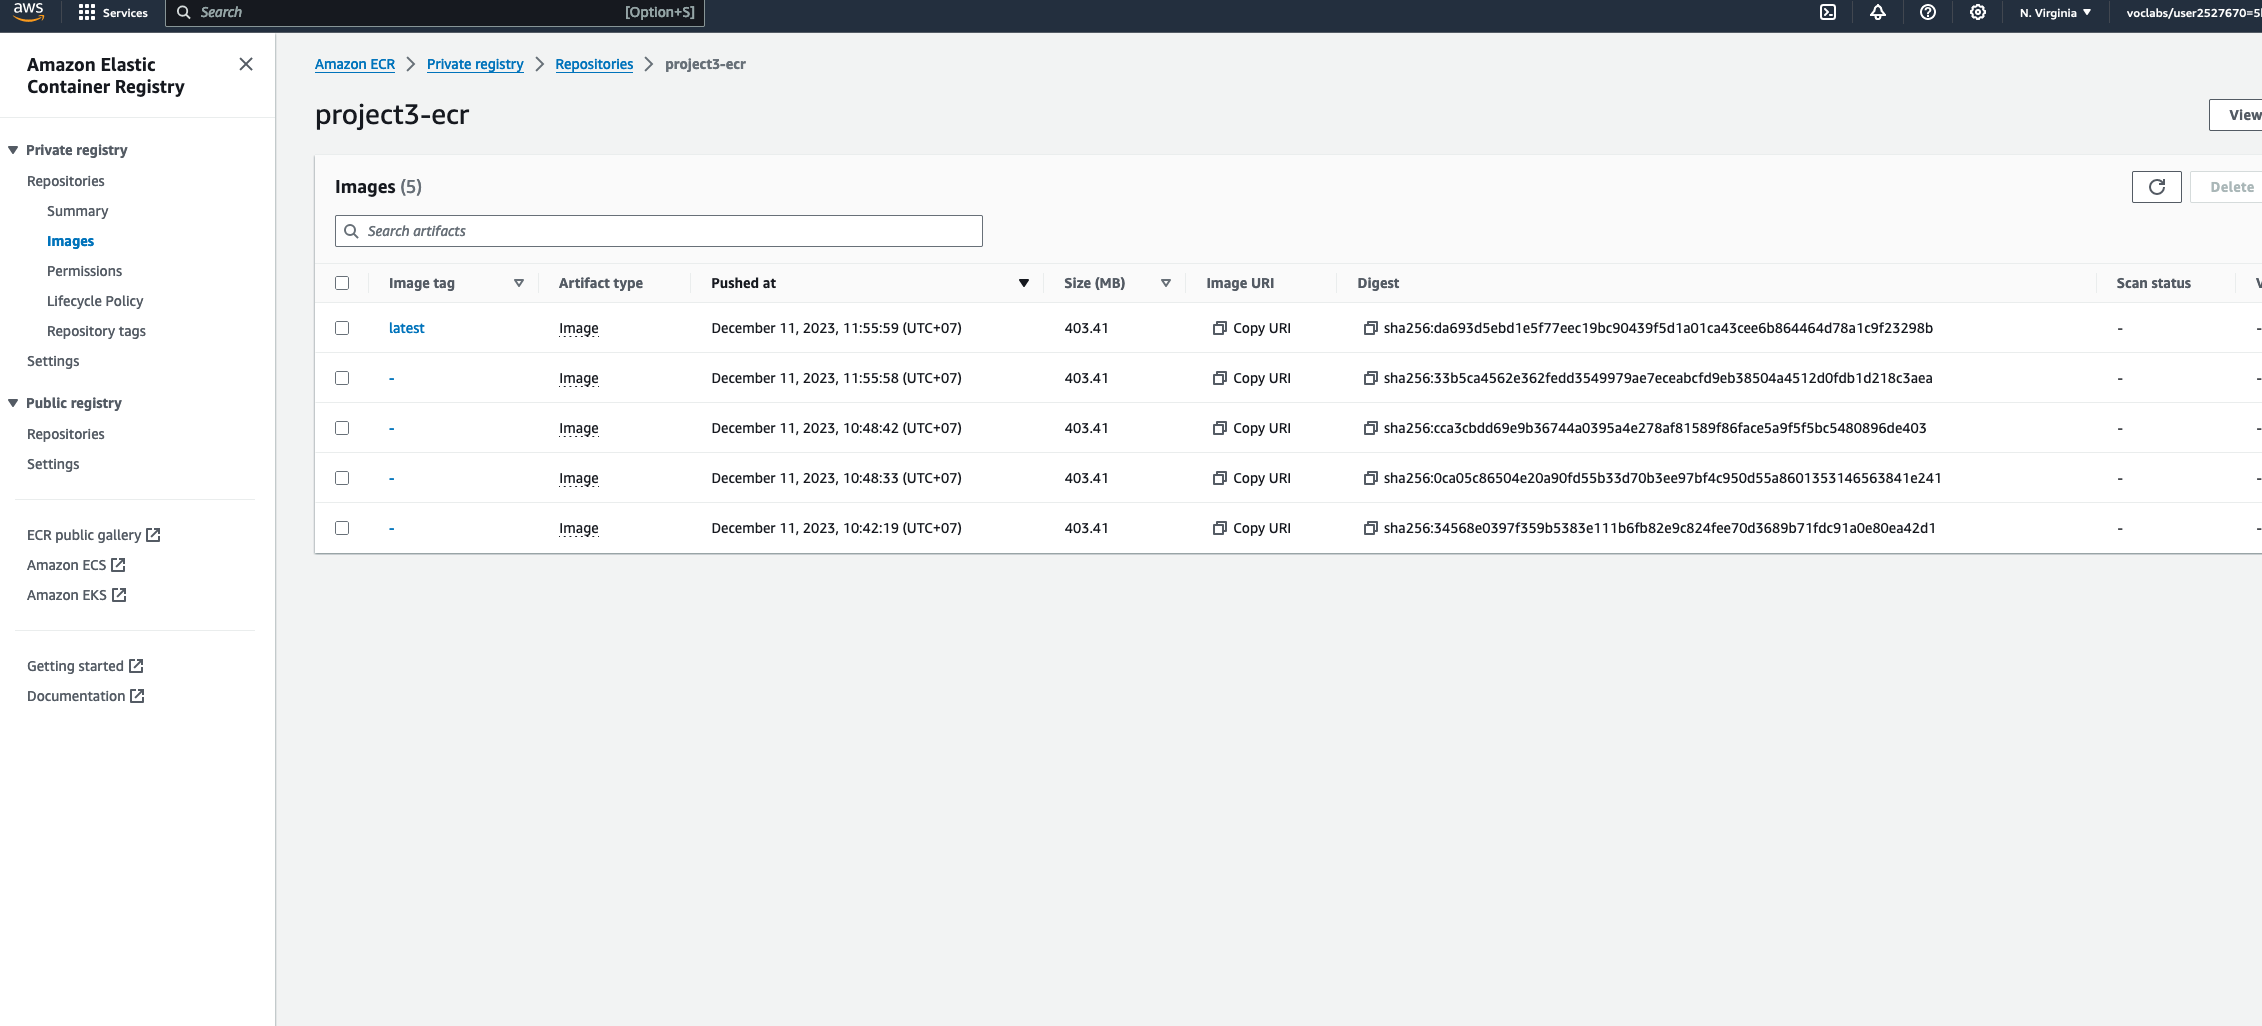 aws Services Search [Option+S] N. Virginia voclabs/user2527670=5
Amazon Elastic
Container Registry
Private registry
Repositories
Summary
Images
Permissions
Lifecycle Policy
Repository tags
Settings
Public registry
Repositories
Settings
ECR public gallery
Amazon ECS
Amazon EKS
Getting started
Documentation
Amazon ECR Private registry Repositories project3-ecr
project3-ecr
View
Images (5)
Delete
Search artifacts
Image tag Artifact type Pushed at Size (MB) Image URI Digest Scan status
latest Image December 11, 2023, 11:55:59 (UTC+07) 403.41 Copy URI sha256:da693d5ebd1e5f77eec19bc90439f5d1a01ca43cee6b864464d78a1c9f23298b - -
- Image December 11, 2023, 11:55:58 (UTC+07) 403.41 Copy URI sha256:33b5ca4562e362fedd3549979ae7eceabcfd9eb38504a4512d0fdb1d218c3aea - -
- Image December 11, 2023, 10:48:42 (UTC+07) 403.41 Copy URI sha256:cca3cbdd69e9b36744a0395a4e278af81589f86face5a9f5f5bc5480896de403 - -
- Image December 11, 2023, 10:48:33 (UTC+07) 403.41 Copy URI sha256:0ca05c86504e20a90fd55b33d70b3ee97bf4c950d55a8601353146563841e241 - -
- Image December 11, 2023, 10:42:19 (UTC+07) 403.41 Copy URI sha256:34568e0397f359b5383e111b6fb82e9c824fee70d3689b71fdc91a0e80ea42d1 - -